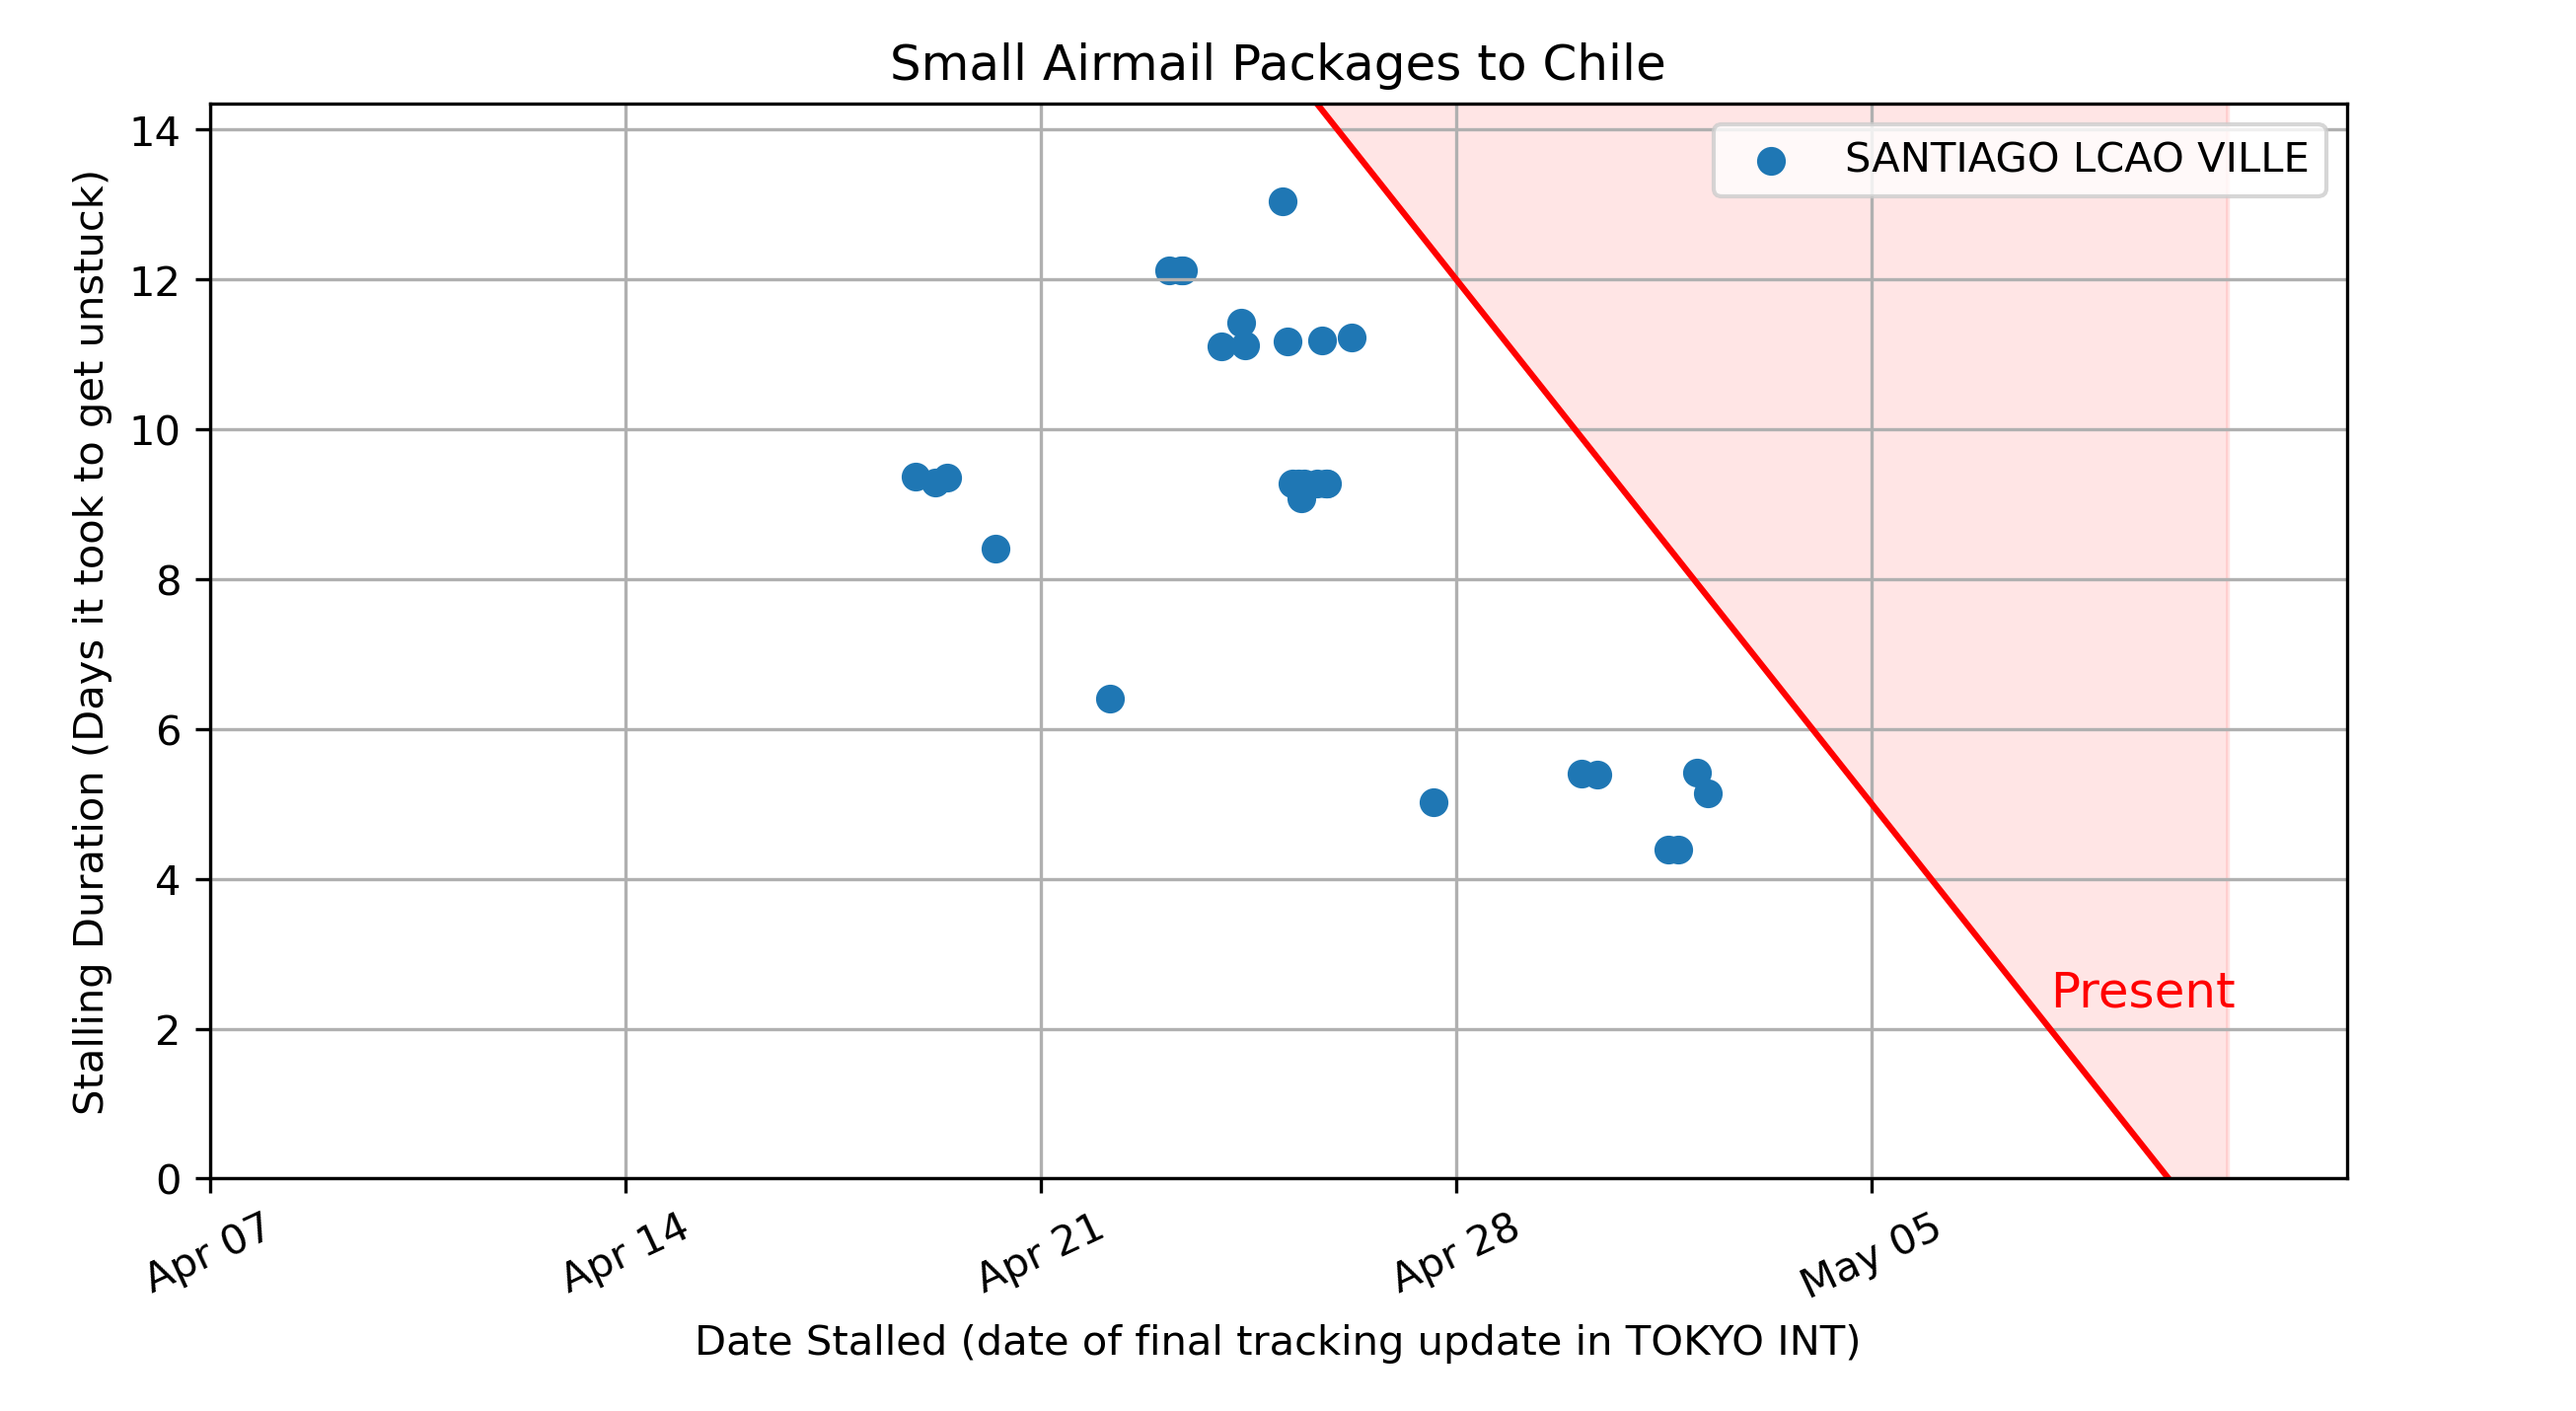 Small Airmail Packages to Chile
SANTIAGO LCAO VILLE
Stalling Duration (Days it took to get unstuck)
14
12
10
8
6
4
2
0
Present
Apr 07
Apr 14
Apr 21
Apr 28
May 05
Date Stalled (date of final tracking update in TOKYO INT)